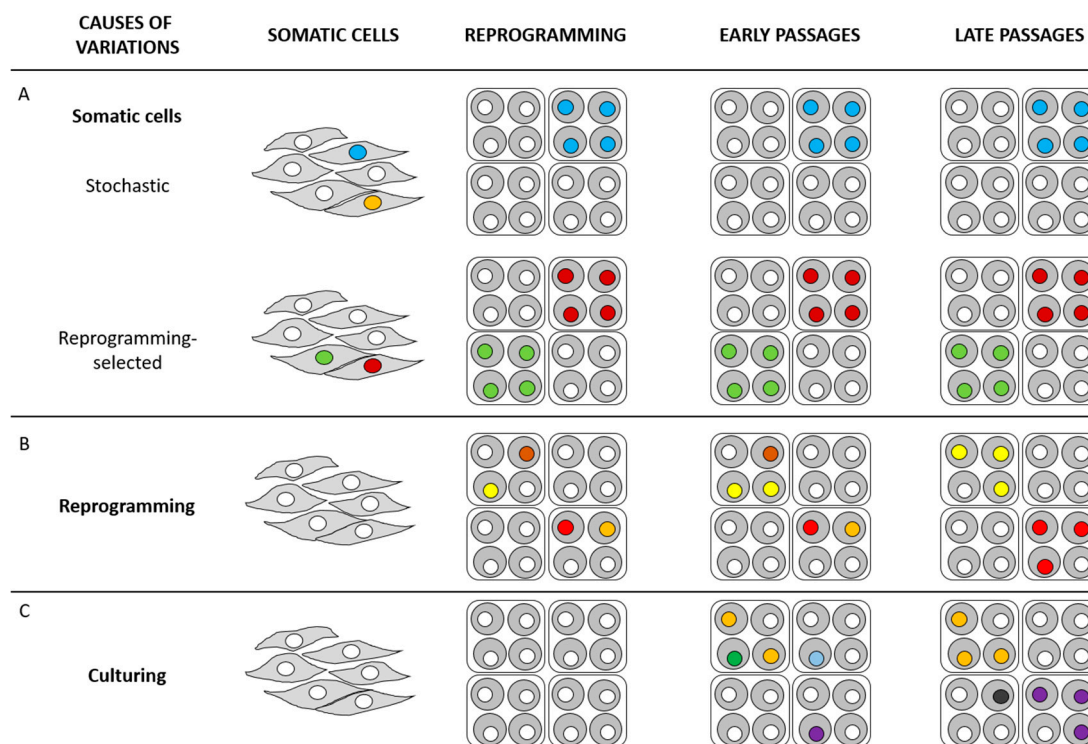 CAUSES OF
VARIATIONS
SOMATIC CELLS
REPROGRAMMING
EARLY PASSAGES
LATE PASSAGES
A
Somatic cells
Stochastic
Reprogramming-
selected
B
Reprogramming
C
Culturing